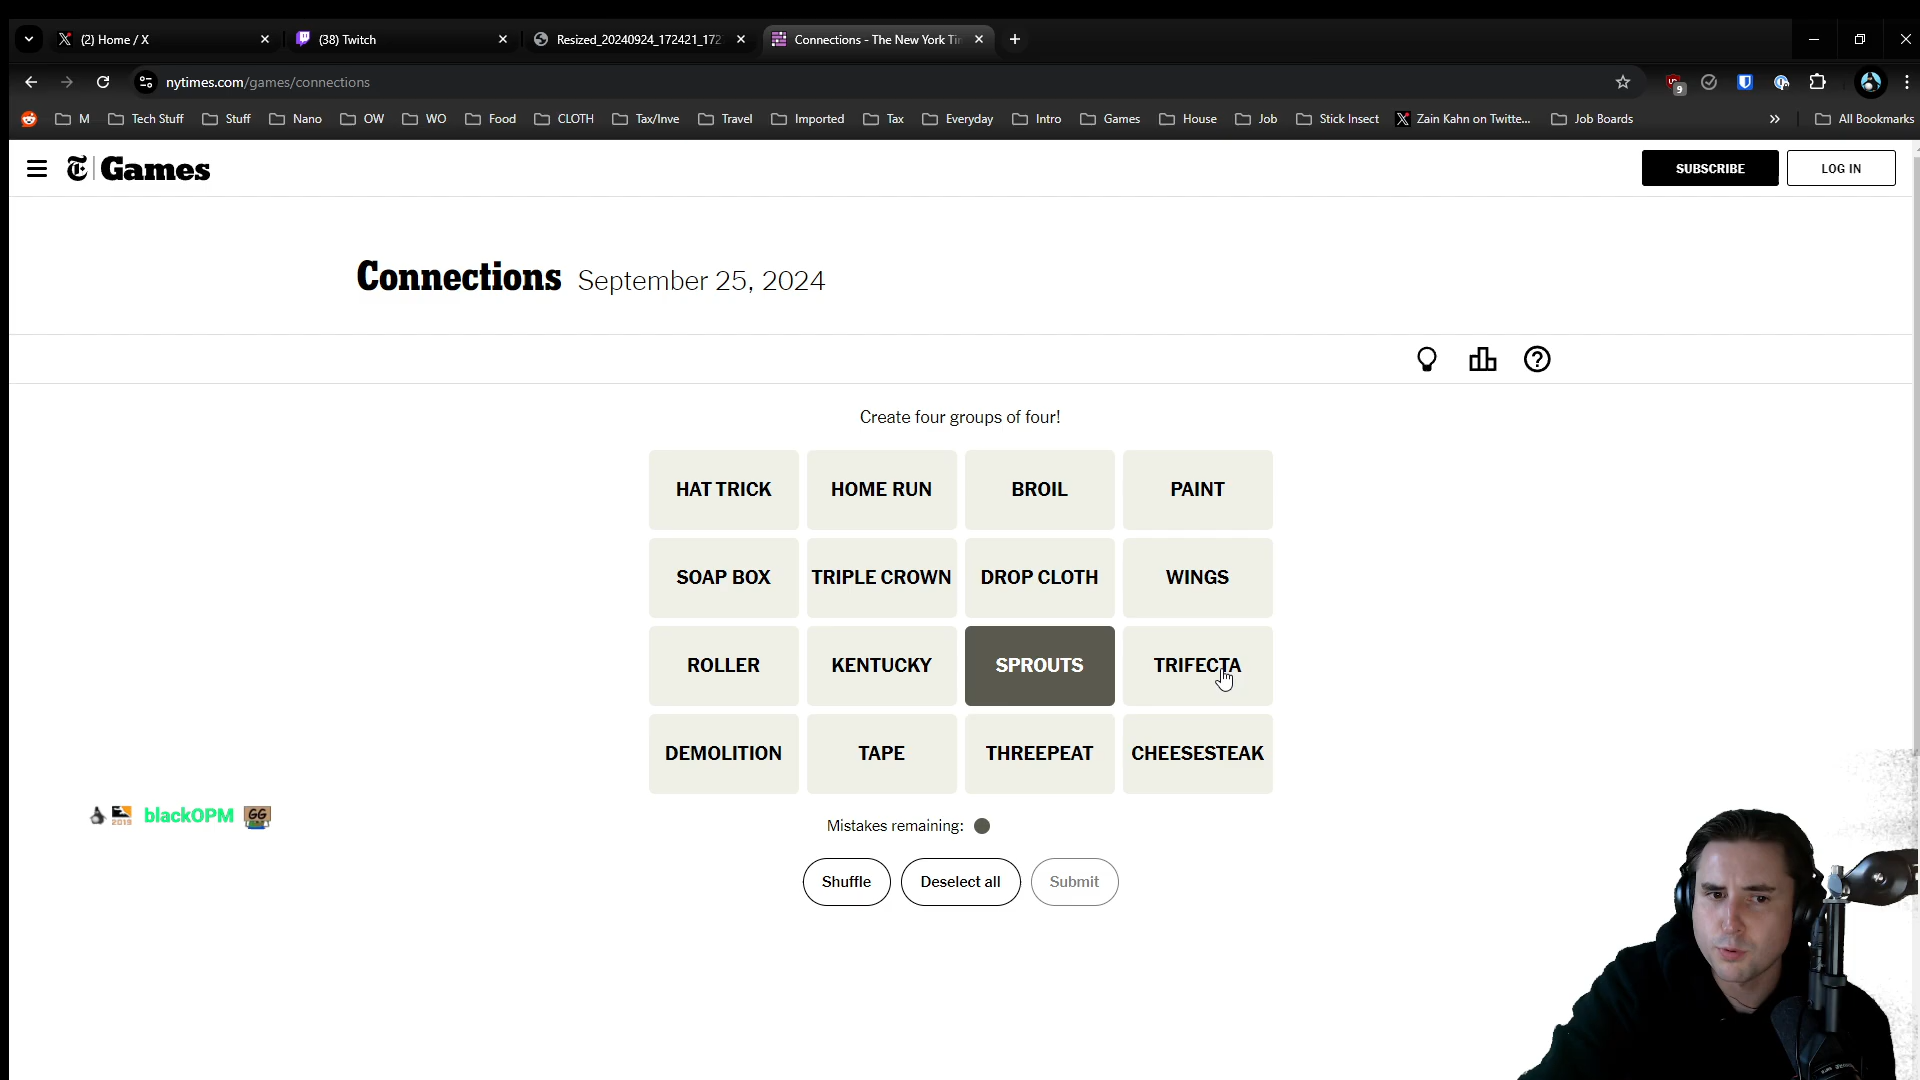 (2) Home / X
(38) Twitch
Resized_20240924_172421_172
Connections - The New York Tin
nytimes.com/games/connections
9
M
Tech Stuff
Stuff
Nano
OW
WO
Food
CLOTH
Tax/Inve
Travel
Imported
Tax
Everyday
Intro
Games
House
Job
Stick Insect
Zain Kahn on Twitte...
Job Boards
All Bookmarks
T Games
SUBSCRIBE
LOG IN
Connections September 25, 2024
Create four groups of four!
HAT TRICK
HOME RUN
BROIL
PAINT
SOAP BOX
TRIPLE CROWN
DROP CLOTH
WINGS
ROLLER
KENTUCKY
SPROUTS
TRIFECTA
DEMOLITION
TAPE
THREEPEAT
CHEESESTEAK
2019 blackOPM GG
Mistakes remaining:
Shuffle
Deselect all
Submit